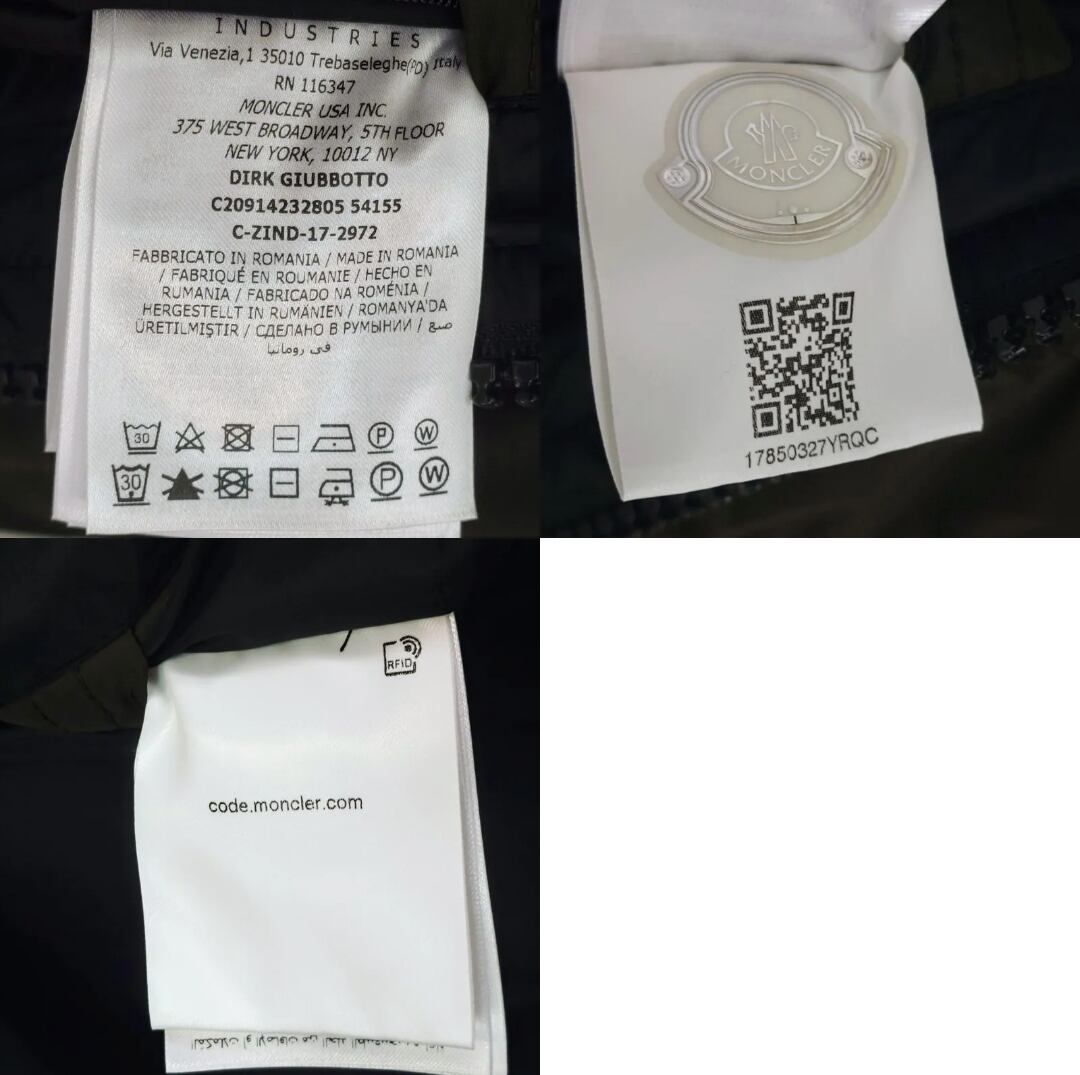 INDUSTRIES
Via Venezia,1 35010 Trebaseleghe(PD) Italy
RN 116347
MONCLER USA INC.
375 WEST BROADWAY, 5TH FLOOR
NEW YORK, 10012 NY
DIRK GIUBBOTTO
C20914232805 54155
C-ZIND-17-2972
FABBRICATO IN ROMANIA / MADE IN ROMANIA
/ FABRIQUÉ EN ROUMANIE / HECHO EN
RUMANIA / FABRICADO NA ROMÉNIA /
HERGESTELLT IN RUMÄNIEN / ROMANYA'DA
ÜRETILMIŞTIR / СДЕЛАНО В РУМЫНИИ / صنع
في رومانيا
30 P W
30 P W
MONCLER
17850327YRQC
RFID
code.moncler.com